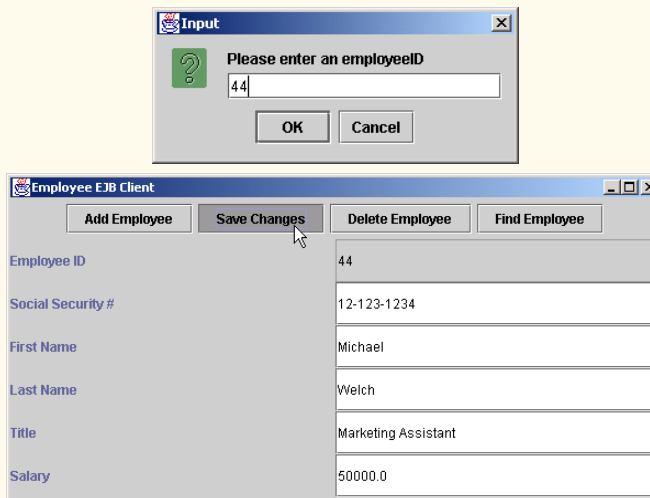 Input
Please enter an employeeID
44
OK Cancel
Employee EJB Client
Add Employee Save Changes Delete Employee Find Employee
Employee ID 44
Social Security # 12-123-1234
First Name Michael
Last Name Welch
Title Marketing Assistant
Salary 50000.0